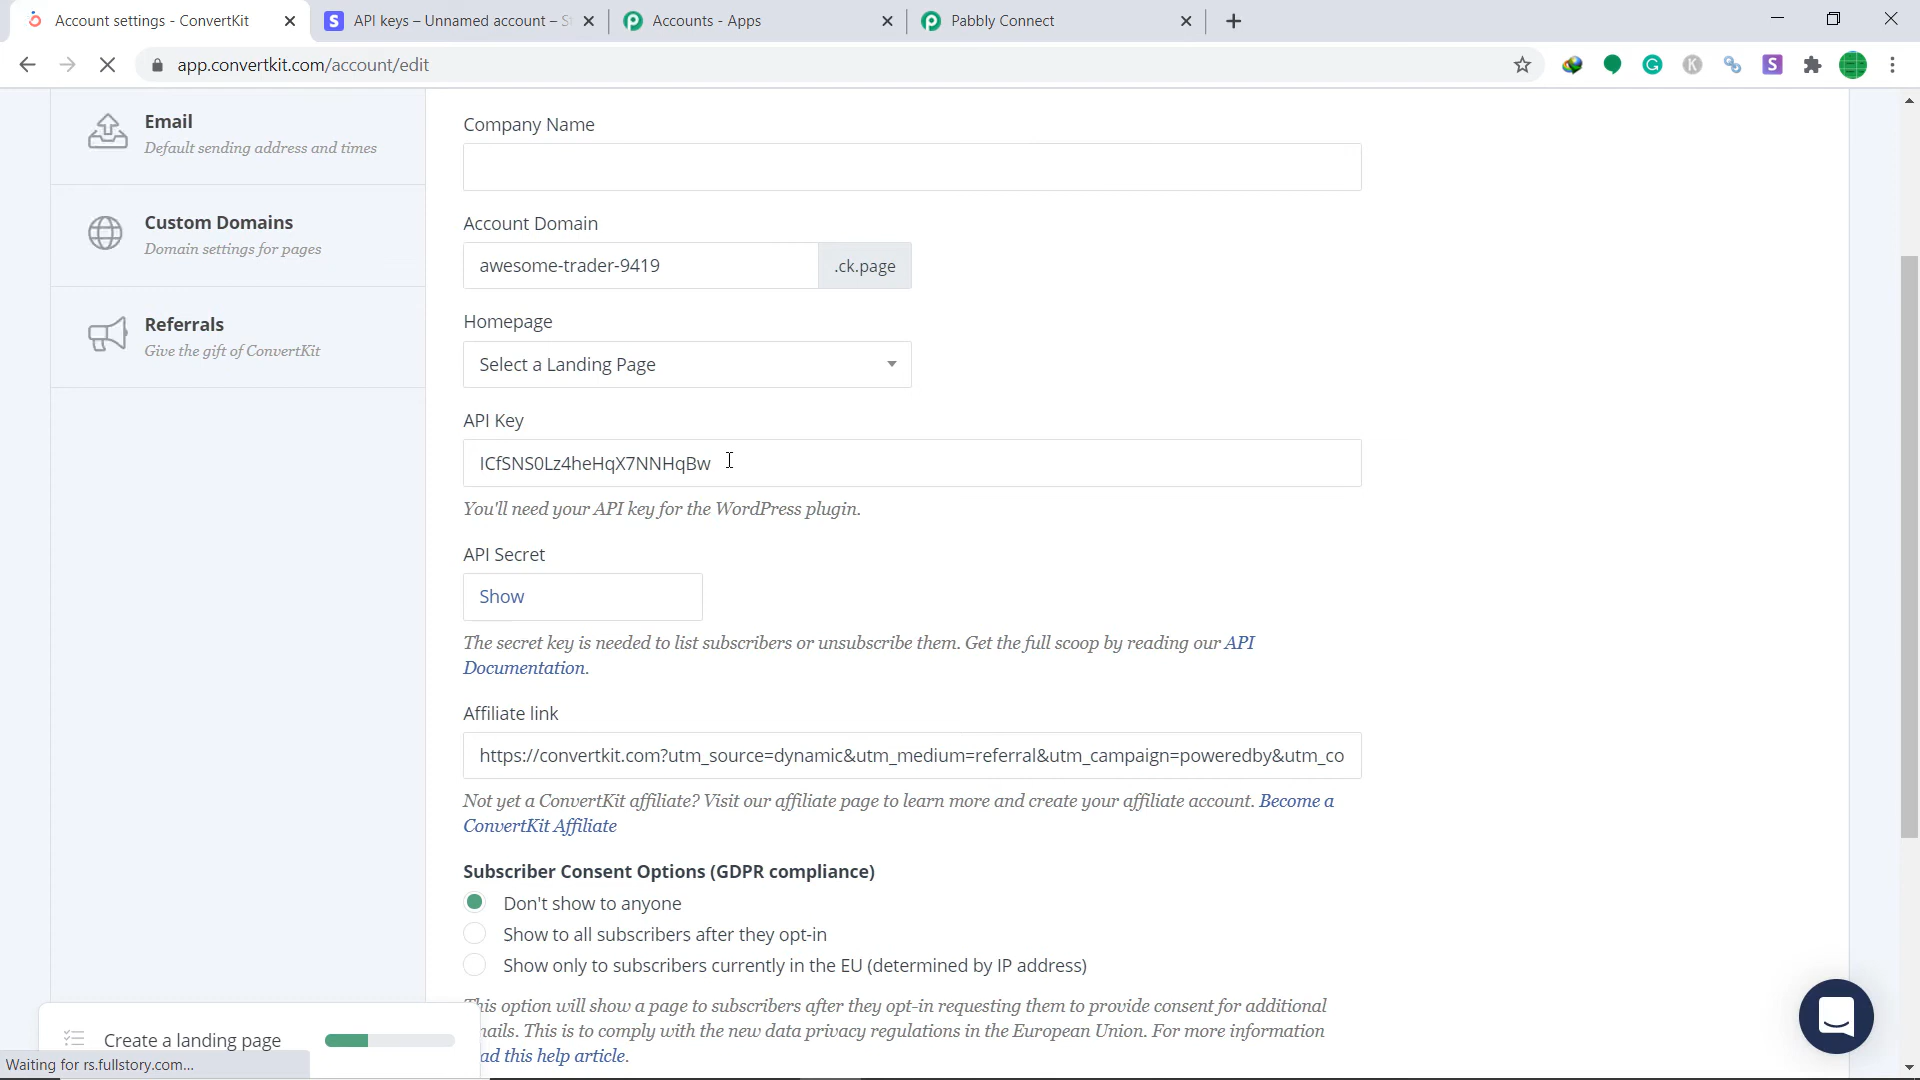 Account settings - ConvertKit
API keys – Unnamed account –
Accounts - Apps
Pabbly Connect
app.convertkit.com/account/edit
Email
Default sending address and times
Custom Domains
Domain settings for pages
Referrals
Give the gift of ConvertKit
Company Name
Account Domain
awesome-trader-9419
.ck.page
Homepage
Select a Landing Page
API Key
ICfSNS0Lz4heHqX7NNHqBw
You'll need your API key for the WordPress plugin.
API Secret
Show
The secret key is needed to list subscribers or unsubscribe them. Get the full scoop by reading our API
Documentation.
Affiliate link
https://convertkit.com?utm_source=dynamic&utm_medium=referral&utm_campaign=poweredby&utm_co
Not yet a ConvertKit affiliate? Visit our affiliate page to learn more and create your affiliate account. Become a
ConvertKit Affiliate
Subscriber Consent Options (GDPR compliance)
Don't show to anyone
Show to all subscribers after they opt-in
Show only to subscribers currently in the EU (determined by IP address)
This option will show a page to subscribers after they opt-in requesting them to provide consent for additional
mails. This is to comply with the new data privacy regulations in the European Union. For more information
ad this help article.
Create a landing page
Waiting for rs.fullstory.com...